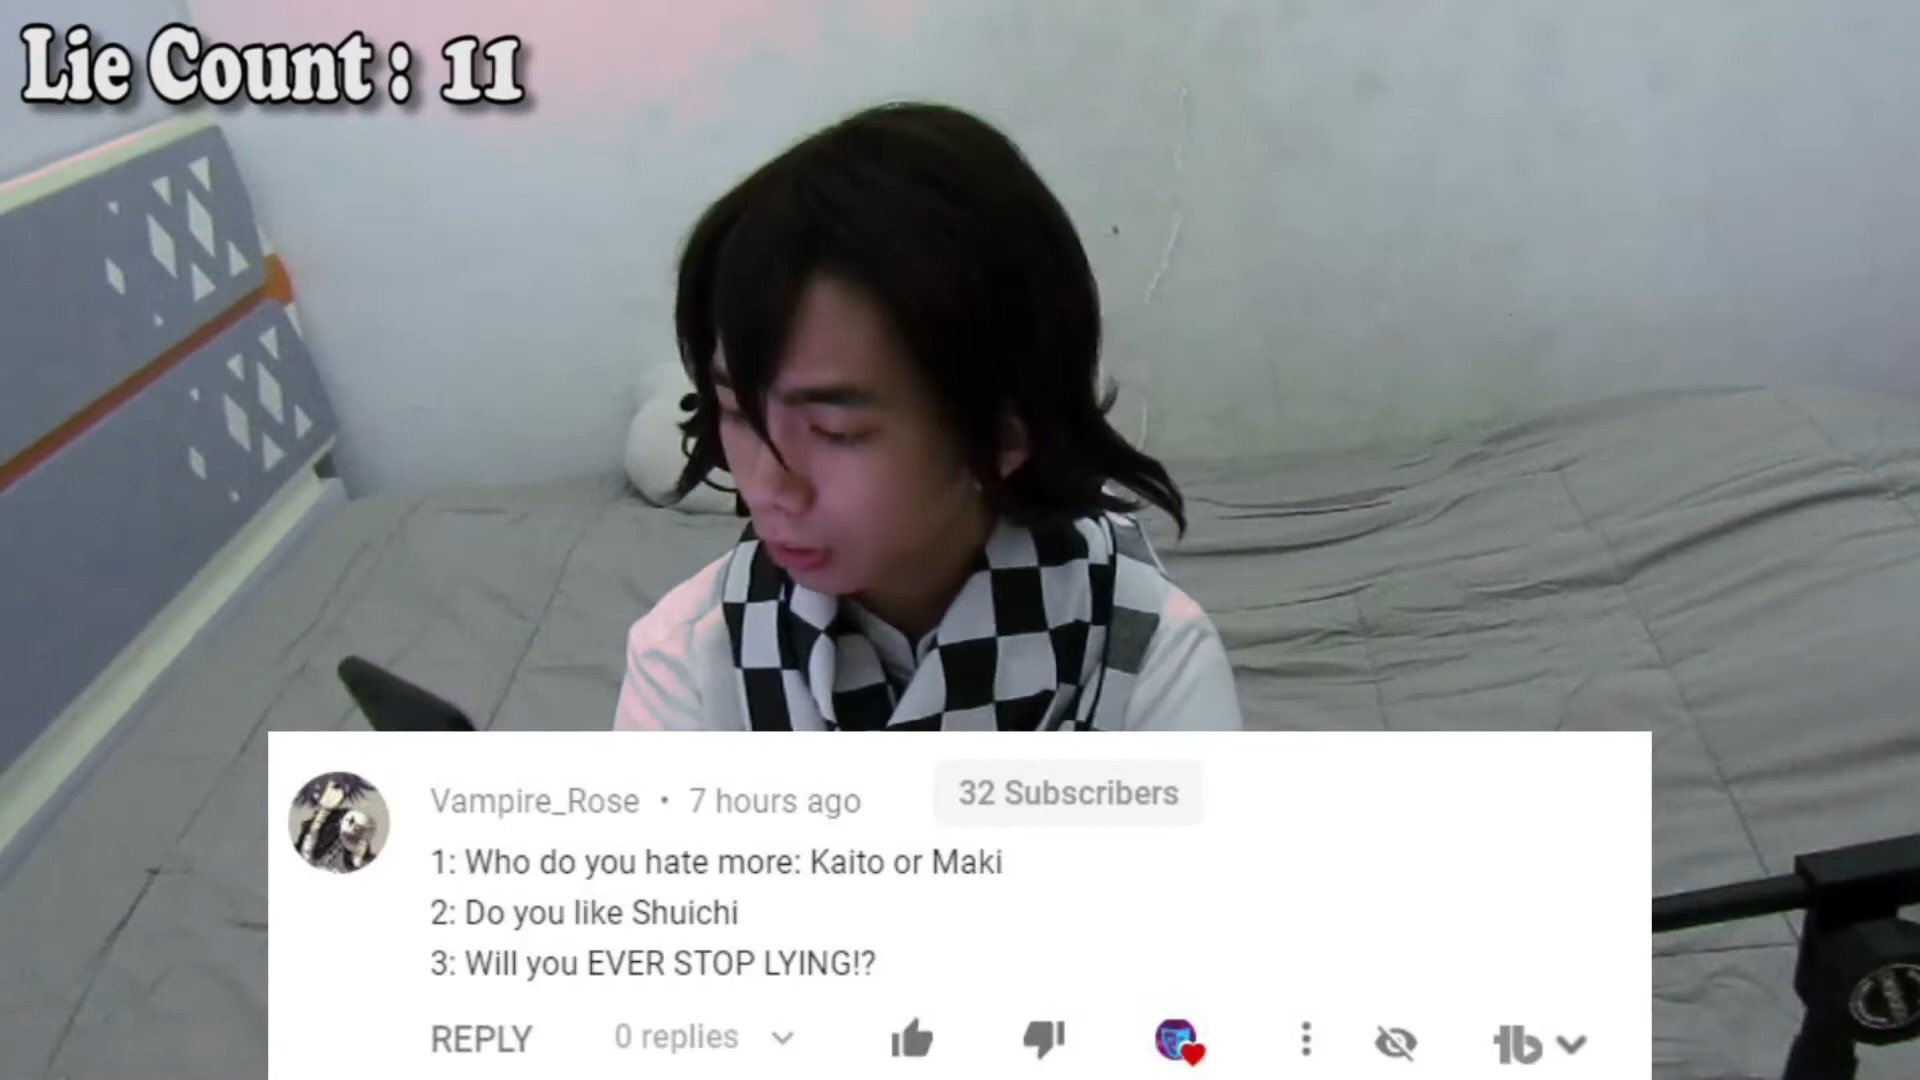 Lie Count : 11
Vampire_Rose • 7 hours ago 32 Subscribers
1: Who do you hate more: Kaito or Maki
2: Do you like Shuichi
3: Will you EVER STOP LYING!?
REPLY 0 replies